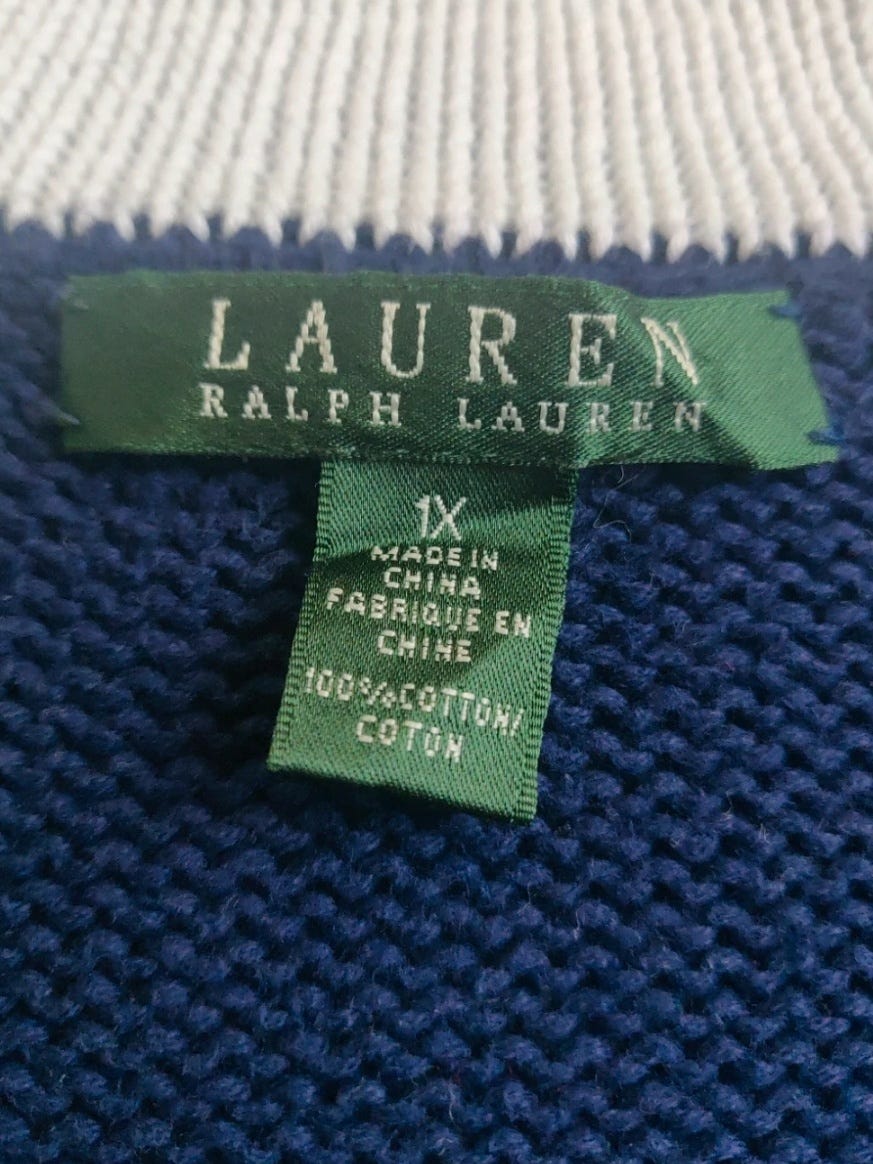 LAUREN
RALPH LAUREN
1X
MADE IN
CHINA
FABRIQUE EN
CHINE
100%COTTON/
COTON